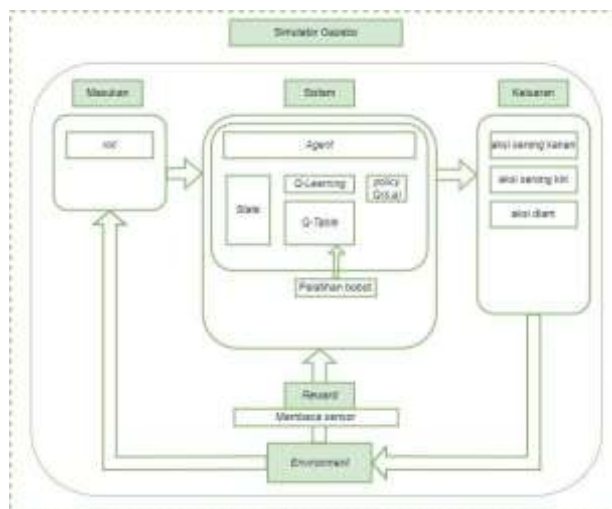 Simulator Gazebo
Masukan
Sistem
Keluaran
Agent
aksi serong kanan
aksi serong kiri
aksi diam
State
Q-Learning
Q-Table
policy
Q(s,a)
Pelatihan bobot
Reward
Membaca sensor
Environment